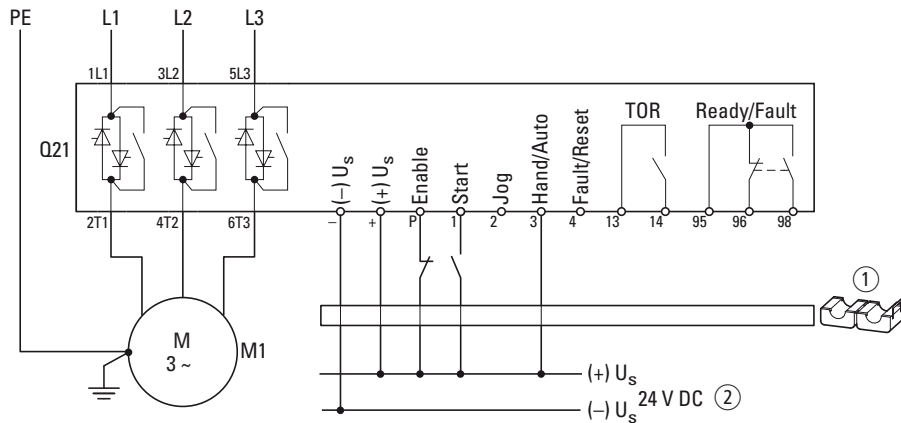 PE L1 L2 L3
1L1 3L2 5L3
TOR Ready/Fault
Q21
(–) Us
(+) Us
Enable
Start
Jog
Hand/Auto
Fault/Reset
2T1 4T2 6T3 – + P 1 2 3 4 13 14 95 96 98
1
M
3 ~
M1
(+) Us
24 V DC 2
(–) Us